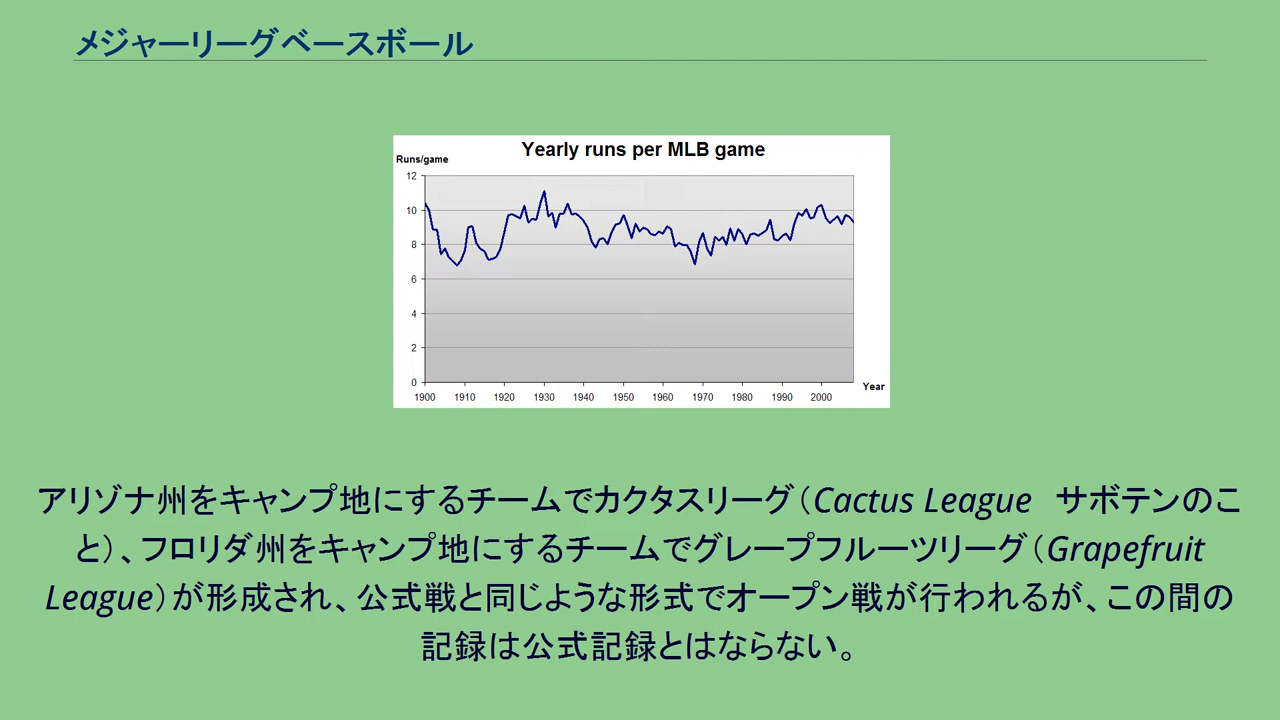 メジャーリーグベースボール
Yearly runs per MLB game
Runs/game
12
10
8
6
4
2
0
Year
1900 1910 1920 1930 1940 1950 1960 1970 1980 1990 2000
アリゾナ州をキャンプ地にするチームでカクタスリーグ（Cactus League　サボテンのこ
と）、フロリダ州をキャンプ地にするチームでグレープフルーツリーグ（Grapefruit
League）が形成され、公式戦と同じような形式でオープン戦が行われるが、この間の
記録は公式記録とはならない。